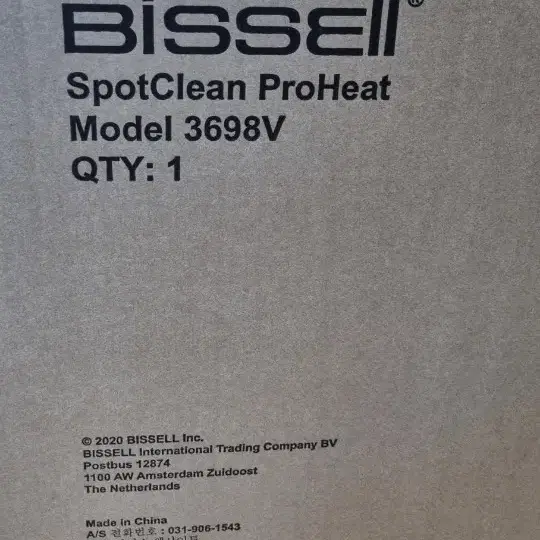 BISSELL®
SpotClean ProHeat
Model 3698V
QTY: 1
© 2020 BISSELL Inc.
BISSELL International Trading Company BV
Postbus 12874
1100 AW Amsterdam Zuidoost
The Netherlands
Made in China
A/S 전화번호 : 031-906-1543